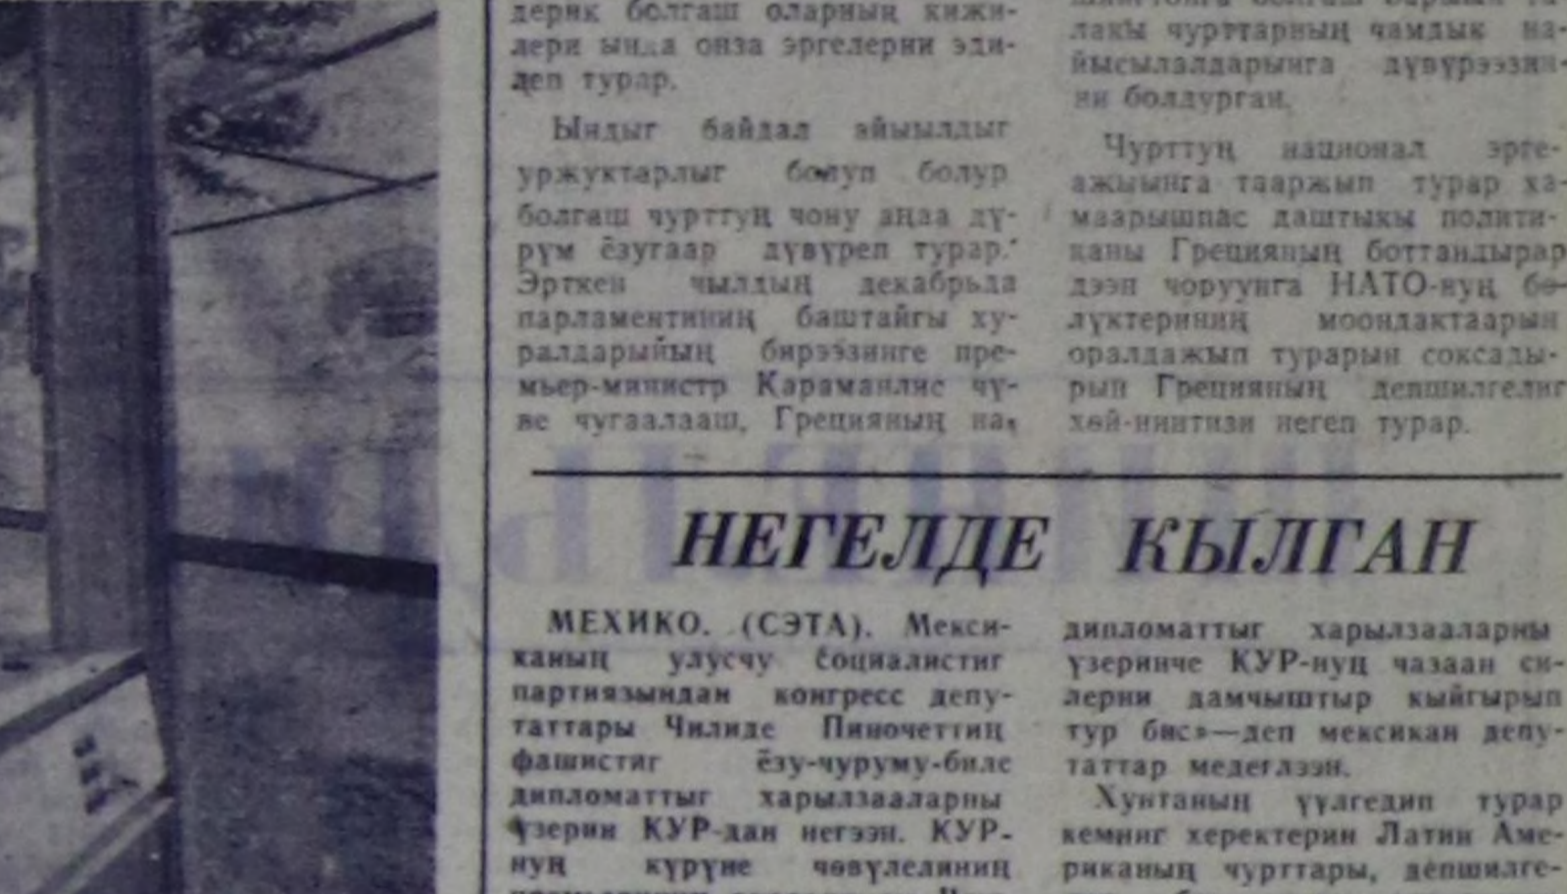 дерик болгаш оларның кижи-
лери ында онза эргелерни эди-
леп турар.
Ындыг байдал айыылдыг
уржуктарлыг болуп болур
болгаш чурттуң чону аңаа дү-
рүм ёзугаар дүвүреп турар.
Эрткен чылдың декабрьда
парламентиниң баштайгы ху-
ралдарыйың бирээзинге пре-
мьер-министр Караманлис чү-
ве чугаалааш, Грецияның на-
лакы чурттарның чамдык на-
йысылалдарынга дүвүрээзин-
ни болдурган.
Чурттуң национал эрге-
ажыынга тааржып турар ха-
маарышпас даштыкы полити-
каны Грецияның боттандырар
дээн чоруунга НАТО-нуң бө-
лүктериниң моондактаарын
оралдажып турарын соксады-
рын Грецияның депшилгелиг
хөй-ниитизи негеп турар.
НЕГЕЛДЕ КЫЛГАН
МЕХИКО. (СЭТА). Мекси-
каның улусчу социалистиг
партиязындан конгресс депу-
таттары Чилиде Пиночеттиң
фашистиг ёзу-чуруму-биле
дипломаттыг харылзааларны
үзерин КУР-дан негээн. КУР-
нуң күрүне чөвүлелиниң
дипломаттыг харылзааларны
үзеринче КУР-нуң чазаан си-
лерни дамчыштыр кыйгырып
тур бис»—деп мексикан депу-
таттар медеглээн.
Хунтаның үүлгедип турар
кемниг херектерин Латин Аме-
риканың чурттары, депшилге-